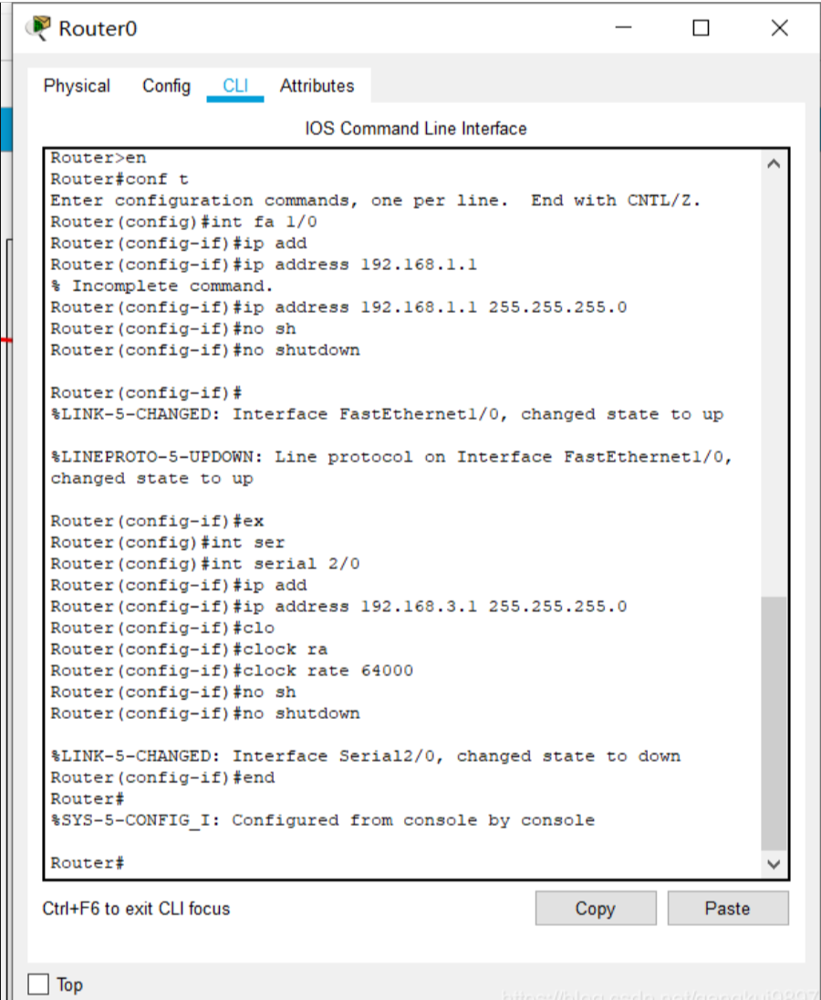 Router0
Physical Config CLI Attributes
IOS Command Line Interface
Router>en
Router#conf t
Enter configuration commands, one per line.  End with CNTL/Z.
Router(config)#int fa 1/0
Router(config-if)#ip add
Router(config-if)#ip address 192.168.1.1
% Incomplete command.
Router(config-if)#ip address 192.168.1.1 255.255.255.0
Router(config-if)#no sh
Router(config-if)#no shutdown
Router(config-if)#
%LINK-5-CHANGED: Interface FastEthernet1/0, changed state to up
%LINEPROTO-5-UPDOWN: Line protocol on Interface FastEthernet1/0,
changed state to up
Router(config-if)#ex
Router(config)#int ser
Router(config)#int serial 2/0
Router(config-if)#ip add
Router(config-if)#ip address 192.168.3.1 255.255.255.0
Router(config-if)#clo
Router(config-if)#clock ra
Router(config-if)#clock rate 64000
Router(config-if)#no sh
Router(config-if)#no shutdown
%LINK-5-CHANGED: Interface Serial2/0, changed state to down
Router(config-if)#end
Router#
%SYS-5-CONFIG_I: Configured from console by console
Router#
Ctrl+F6 to exit CLI focus
Copy Paste
Top